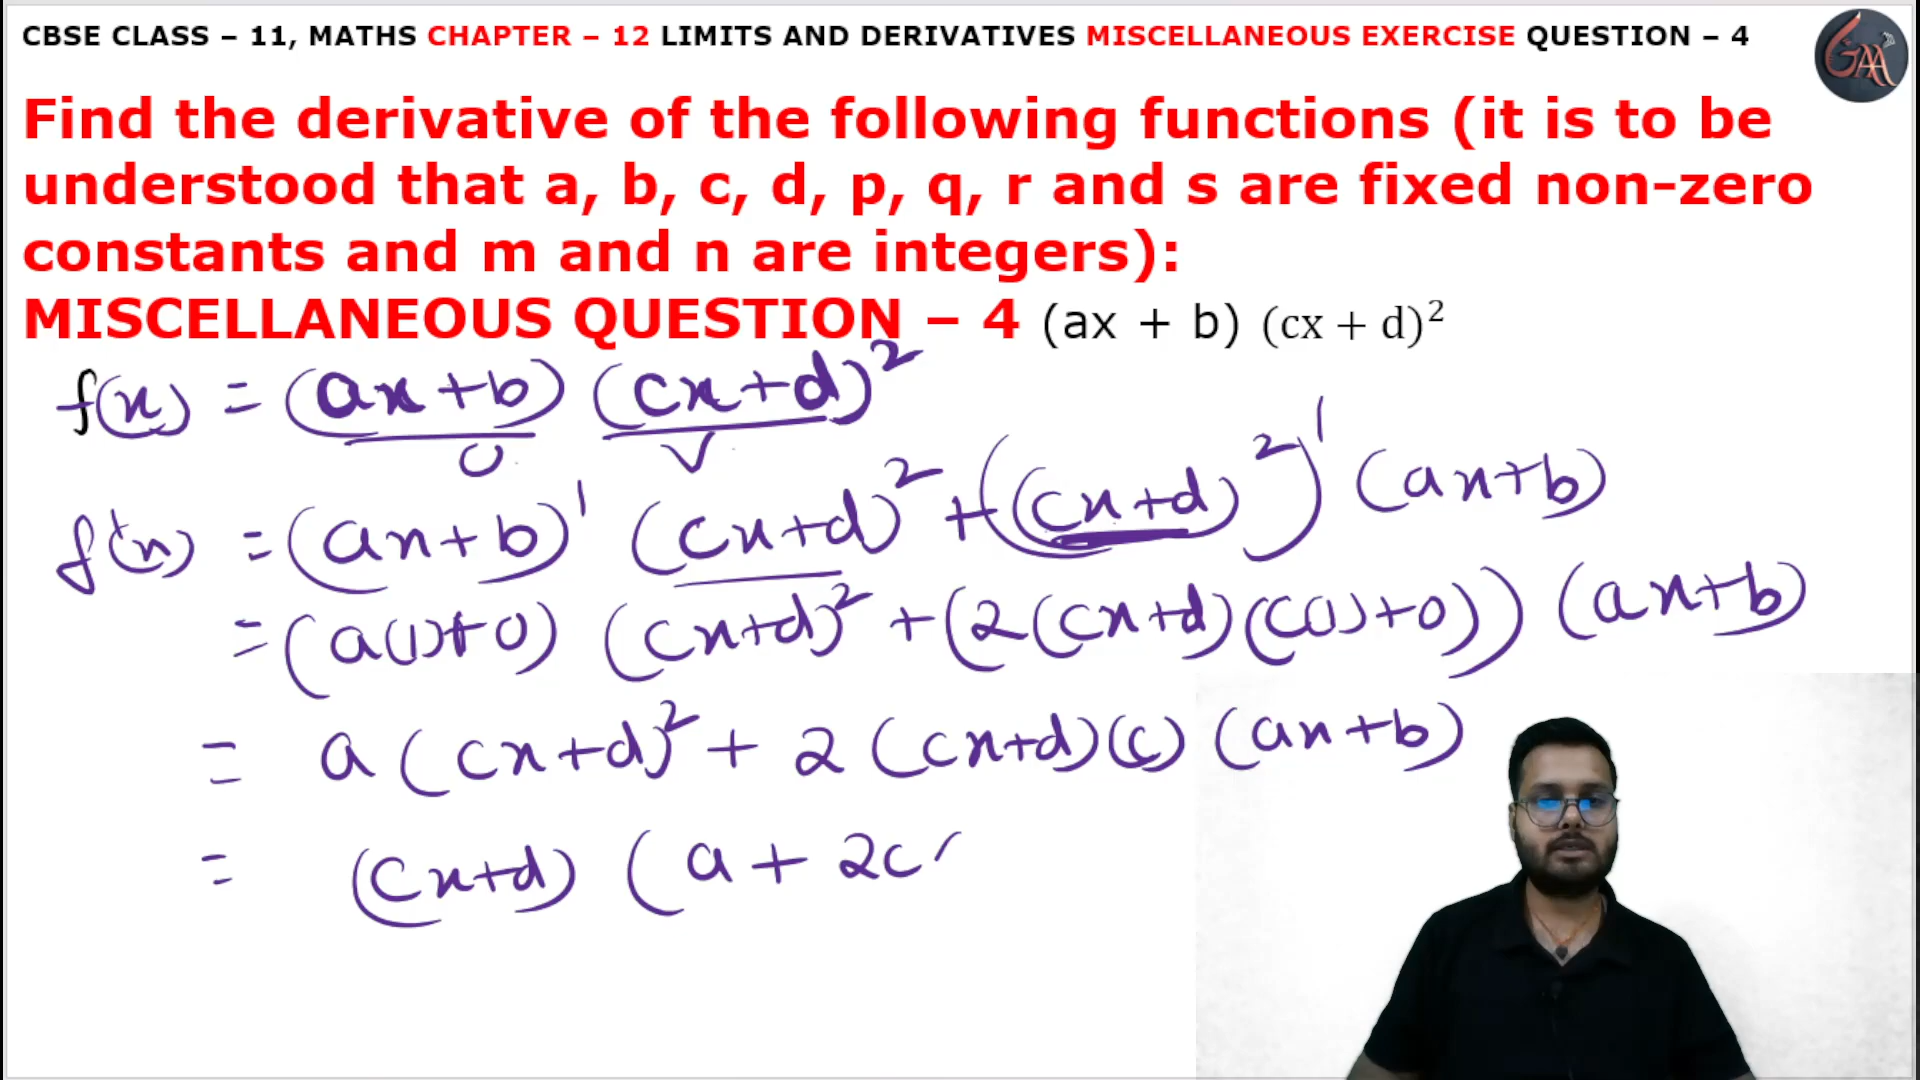 CBSE CLASS – 11, MATHS CHAPTER – 12 LIMITS AND DERIVATIVES MISCELLANEOUS EXERCISE QUESTION – 4
Find the derivative of the following functions (it is to be
understood that a, b, c, d, p, q, r and s are fixed non-zero
constants and m and n are integers):
MISCELLANEOUS QUESTION – 4 (ax + b) (cx + d)²
f(x) = (ax+b) (cx+d)²
U V
f'(x) = (ax+b)' (cx+d)² + ((cx+d)²)' (ax+b)
= (a(1)+0) (cx+d)² + (2(cx+d)(c(1)+0)) (ax+b)
= a(cx+d)² + 2(cx+d)(c)(ax+b)
= (cx+d) (a + 2c(